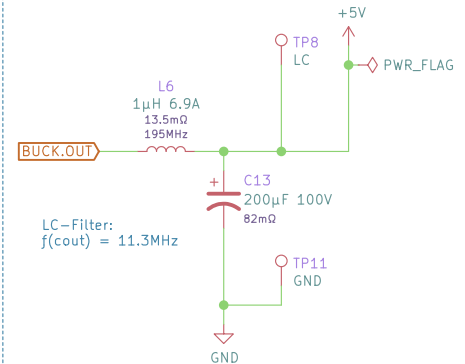 +5V
TP8
LC
PWR_FLAG
L6
1µH 6.9A
13.5mΩ
195MHz
BUCK.OUT
+
C13
200µF 100V
82mΩ
LC-Filter:
ƒ(cout) = 11.3MHz
TP11
GND
GND